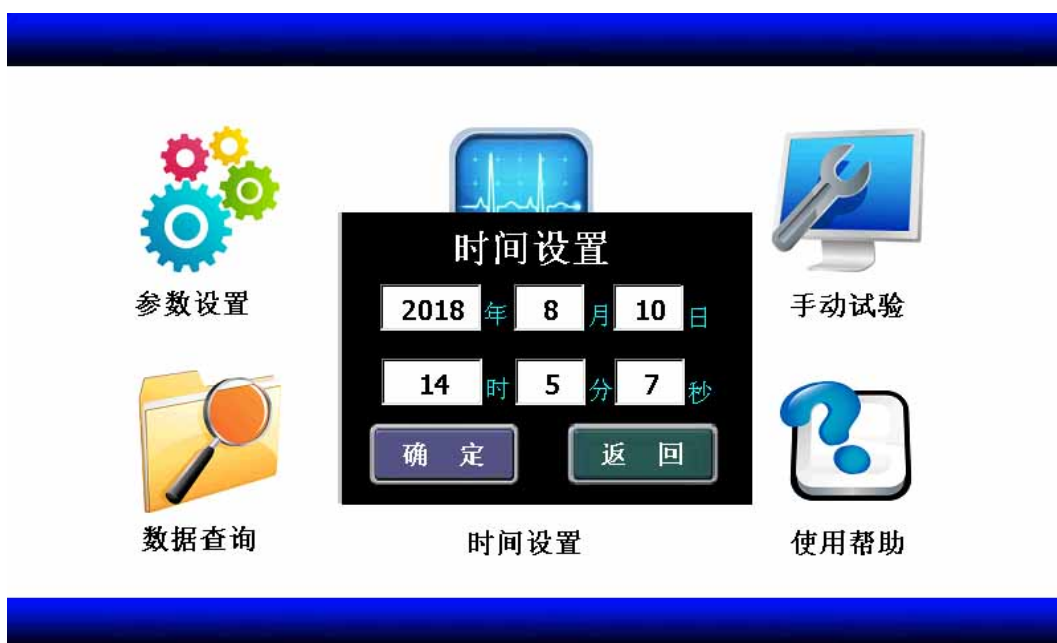 时间设置
参数设置
2018 年 8 月 10 日
手动试验
14 时 5 分 7 秒
确 定 返 回
数据查询 时间设置 使用帮助